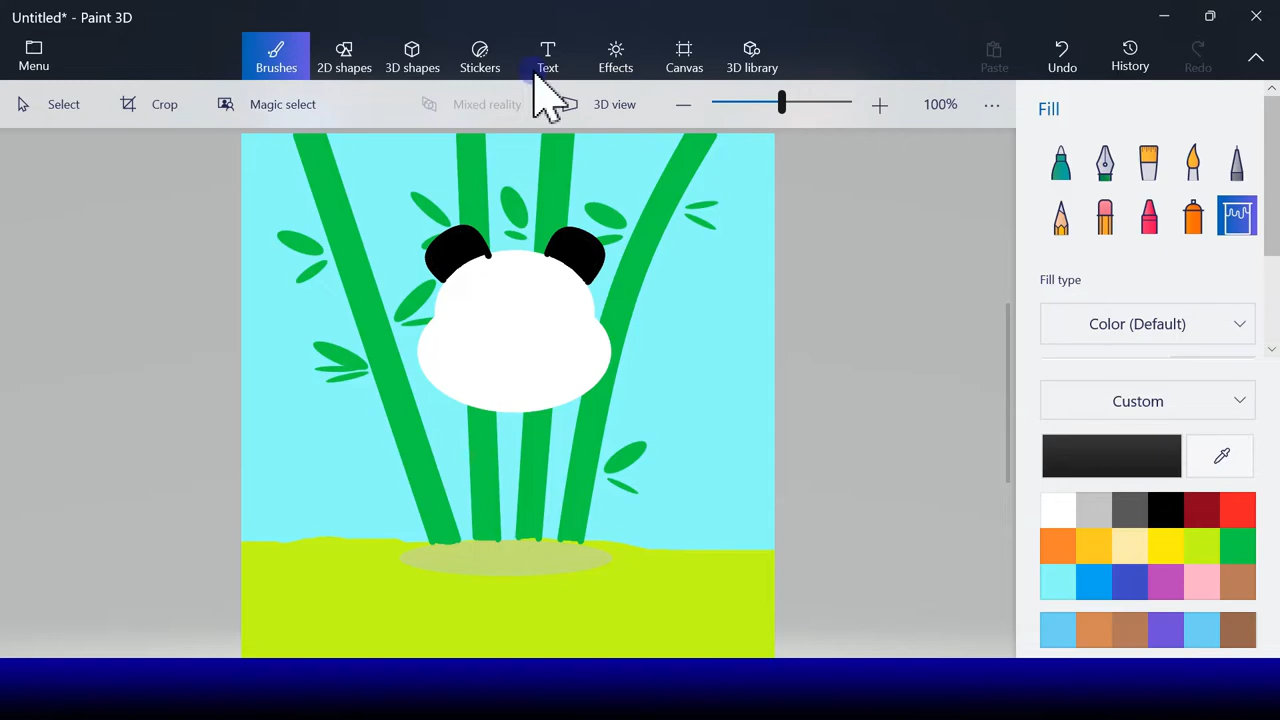 Untitled* - Paint 3D
Menu
Brushes
2D shapes
3D shapes
Stickers
Text
Effects
Canvas
3D library
Paste
Undo
History
Redo
Select
Crop
Magic select
Mixed reality
3D view
100%
Fill
Fill type
Color (Default)
Custom